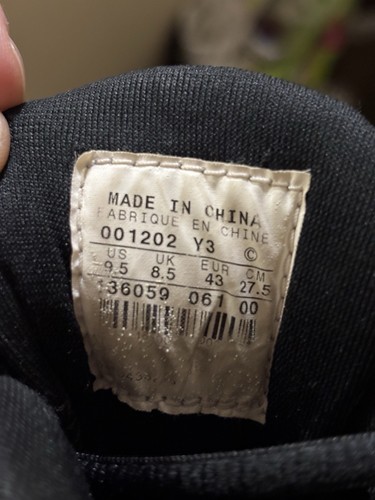 MADE IN CHINA
FABRIQUE EN CHINE
001202 Y3 ©
US UK EUR CM
9.5 8.5 43 27.5
136059 061 00